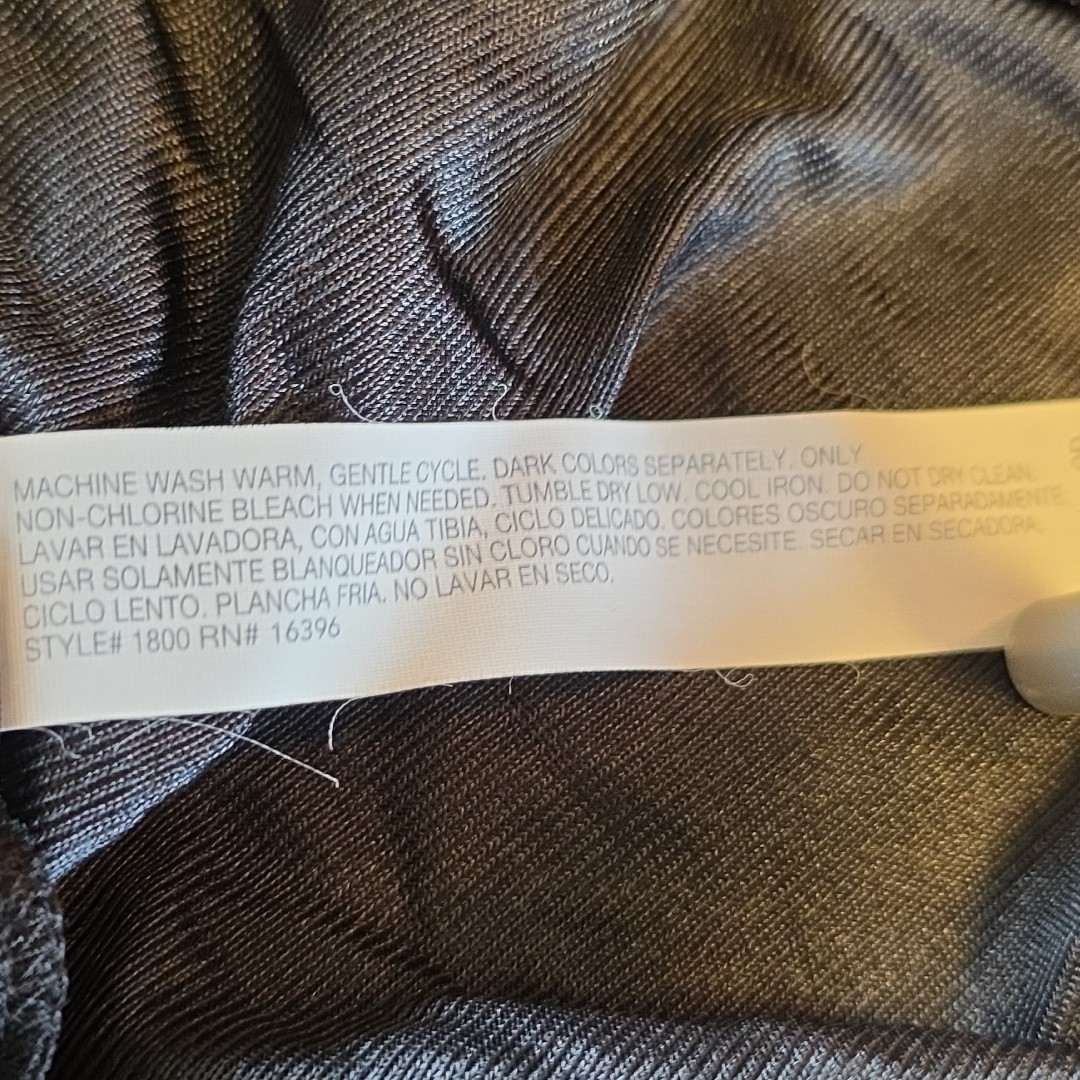 MACHINE WASH WARM, GENTLE CYCLE. DARK COLORS SEPARATELY. ONLY
NON-CHLORINE BLEACH WHEN NEEDED. TUMBLE DRY LOW. COOL IRON. DO NOT DRY CLEAN.
LAVAR EN LAVADORA, CON AGUA TIBIA, CICLO DELICADO. COLORES OSCURO SEPARADAMENTE.
USAR SOLAMENTE BLANQUEADOR SIN CLORO CUANDO SE NECESITE. SECAR EN SECADORA,
CICLO LENTO. PLANCHA FRIA. NO LAVAR EN SECO.
STYLE# 1800 RN# 16396